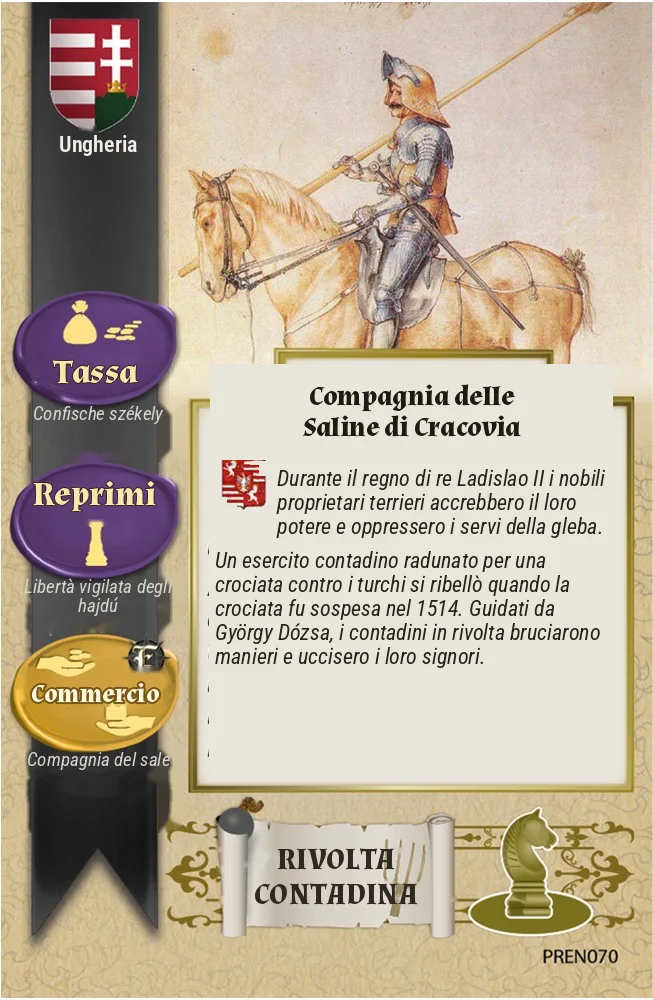 Ungheria
Tassa
Confische székely
Reprimi
Libertà vigilata degli
hajdú
Commercio
Compagnia del sale
Compagnia delle
Saline di Cracovia
Durante il regno di re Ladislao II i nobili
proprietari terrieri accrebbero il loro
potere e oppressero i servi della gleba.
Un esercito contadino radunato per una
crociata contro i turchi si ribellò quando la
crociata fu sospesa nel 1514. Guidati da
György Dózsa, i contadini in rivolta bruciarono
manieri e uccisero i loro signori.
RIVOLTA
CONTADINA
PREN070